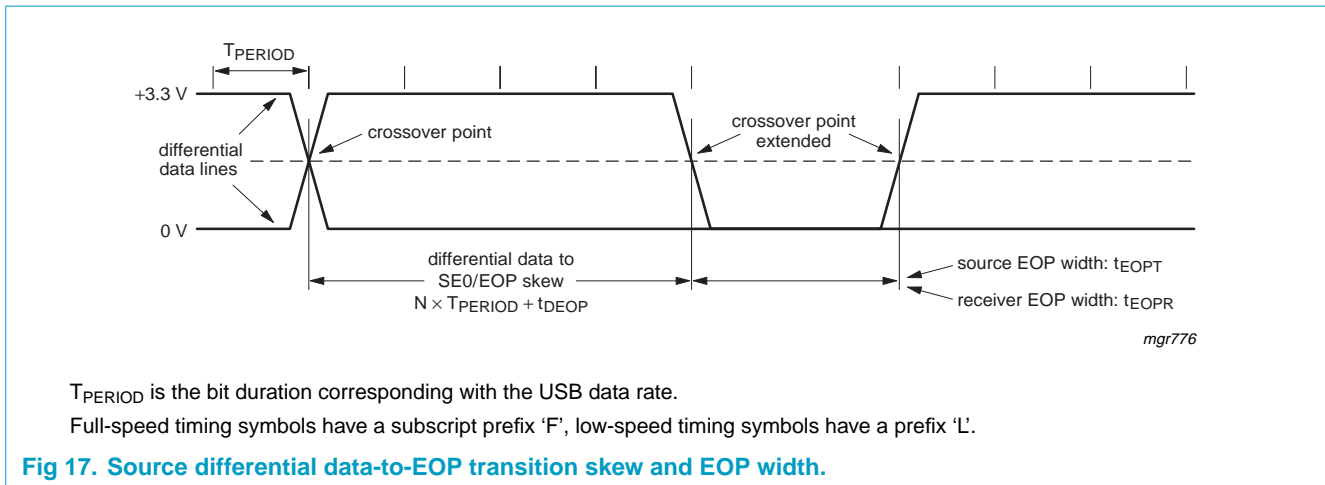 TPERIOD
+3.3 V
crossover point
crossover point
extended
differential
data lines
0 V
differential data to
SE0/EOP skew
N × TPERIOD + tDEOP
source EOP width: tEOPT
receiver EOP width: tEOPR
mgr776
TPERIOD is the bit duration corresponding with the USB data rate.
Full-speed timing symbols have a subscript prefix ‘F’, low-speed timing symbols have a prefix ‘L’.
Fig 17. Source differential data-to-EOP transition skew and EOP width.